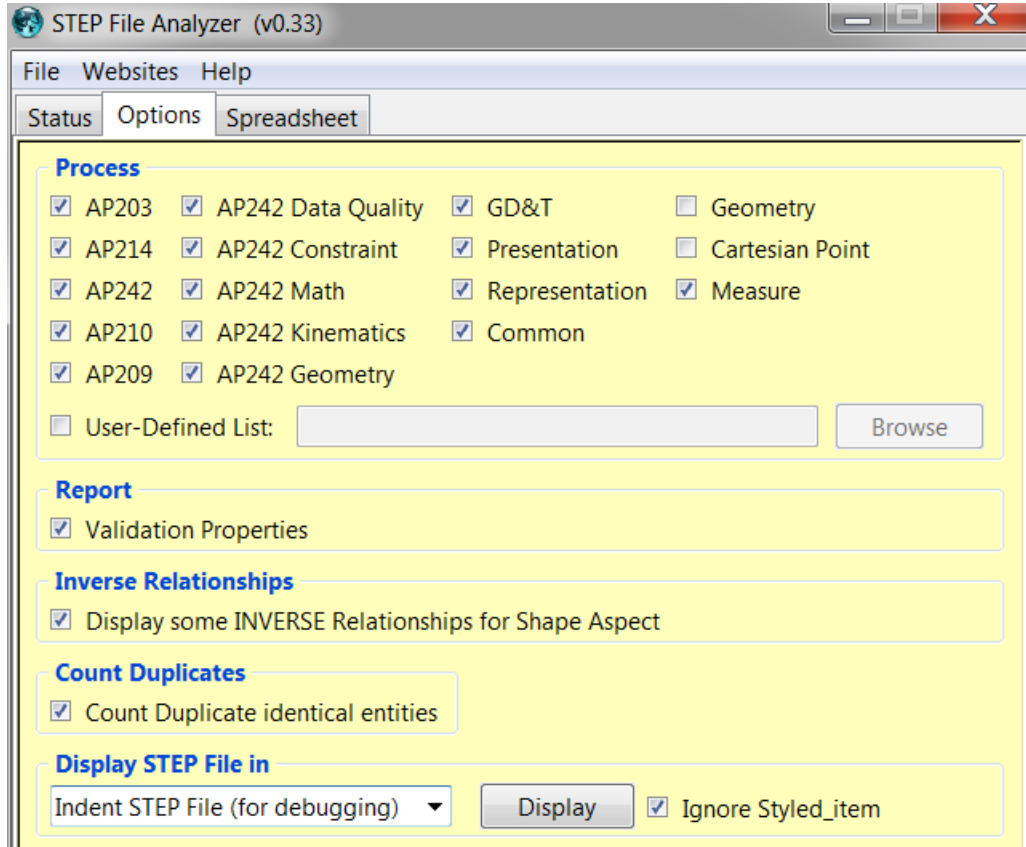 STEP File Analyzer (v0.33)
File Websites Help
Status Options Spreadsheet
Process
AP203 AP242 Data Quality GD&T Geometry
AP214 AP242 Constraint Presentation Cartesian Point
AP242 AP242 Math Representation Measure
AP210 AP242 Kinematics Common
AP209 AP242 Geometry
User-Defined List: Browse
Report
Validation Properties
Inverse Relationships
Display some INVERSE Relationships for Shape Aspect
Count Duplicates
Count Duplicate identical entities
Display STEP File in
Indent STEP File (for debugging) Display Ignore Styled_item